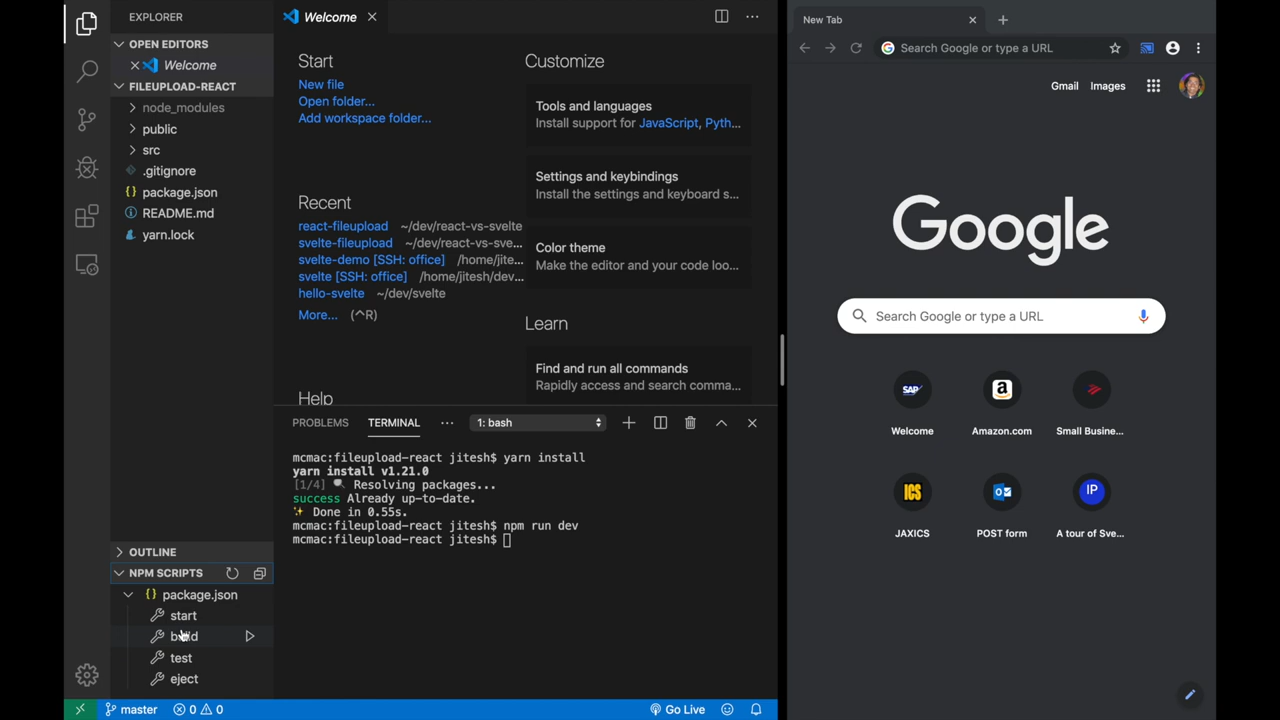 EXPLORER
OPEN EDITORS
Welcome
FILEUPLOAD-REACT
node_modules
public
src
.gitignore
package.json
README.md
yarn.lock
OUTLINE
NPM SCRIPTS
package.json
start
build
test
eject
Welcome
Start
New file
Open folder...
Add workspace folder...
Recent
react-fileupload ~/dev/react-vs-svelte
svelte-fileupload ~/dev/react-vs-sve...
svelte-demo [SSH: office] /home/jite...
svelte [SSH: office] /home/jitesh/dev...
hello-svelte ~/dev/svelte
More... (^R)
Help
Customize
Tools and languages
Install support for JavaScript, Pyth...
Settings and keybindings
Install the settings and keyboard s...
Color theme
Make the editor and your code loo...
Learn
Find and run all commands
Rapidly access and search comma...
PROBLEMS TERMINAL ... 1: bash
mcmac:fileupload-react jitesh$ yarn install
yarn install v1.21.0
[1/4] 🔍 Resolving packages...
success Already up-to-date.
✨ Done in 0.55s.
mcmac:fileupload-react jitesh$ npm run dev
mcmac:fileupload-react jitesh$
master 0 0 Go Live
New Tab
Search Google or type a URL
Gmail Images
Google
Search Google or type a URL
SAP
Welcome
Amazon.com
Small Busine...
ICS
JAXICS
POST form
IP
A tour of Sve...